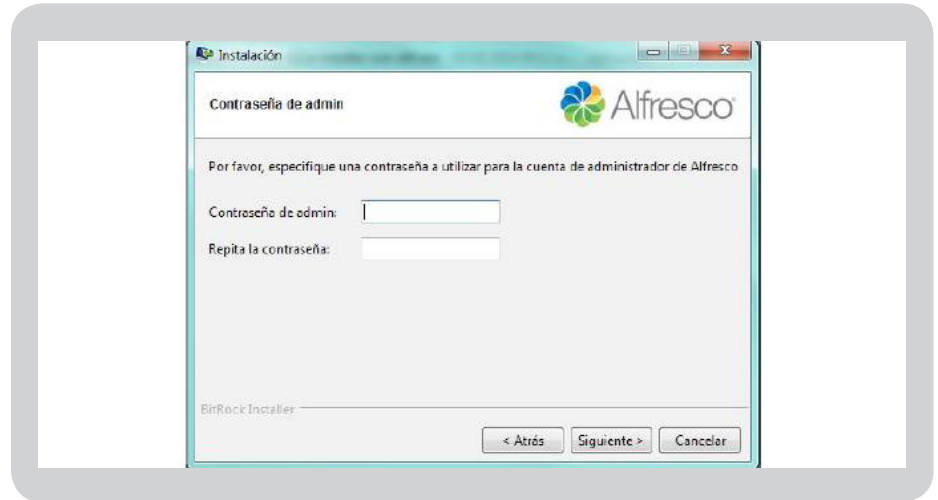 Instalación
Contraseña de admin
Alfresco
Por favor, especifique una contraseña a utilizar para la cuenta de administrador de Alfresco
Contraseña de admin:
Repita la contraseña:
BitRock Installer
< Atrás Siguiente > Cancelar